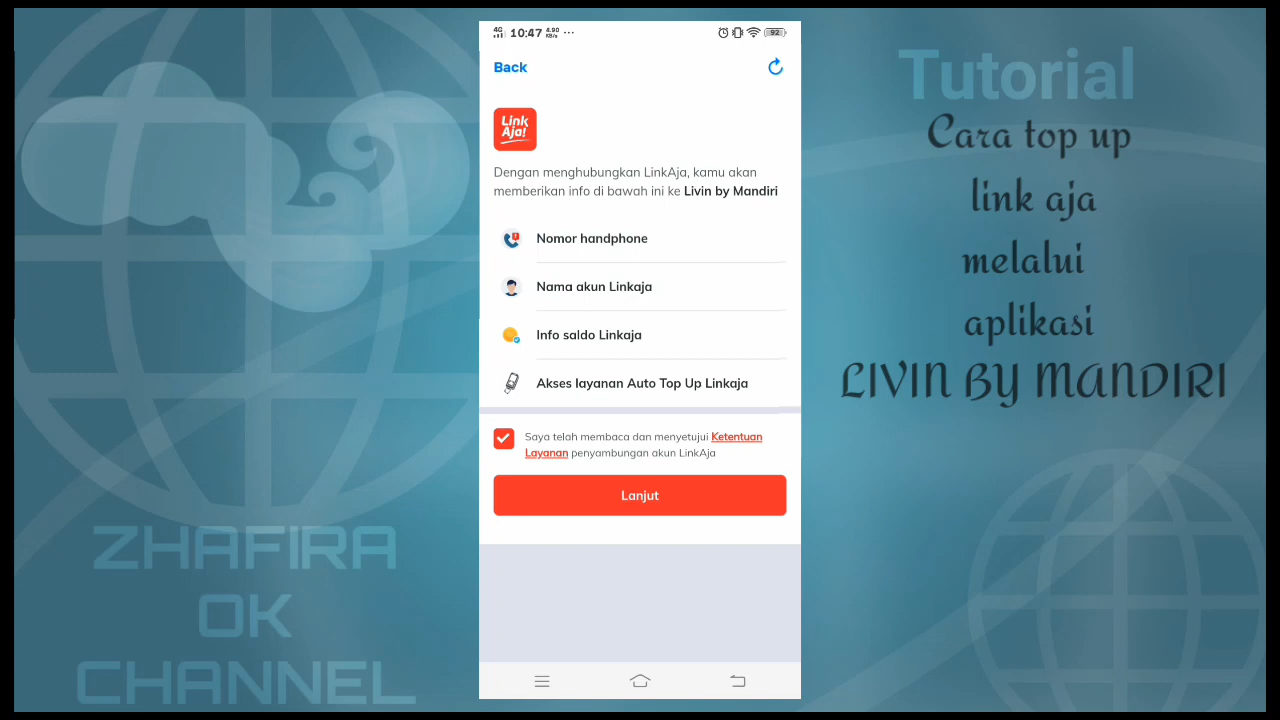 4G 10:47 4.90 KB/s ... 92
Back
Link
Aja!
Dengan menghubungkan LinkAja, kamu akan
memberikan info di bawah ini ke Livin by Mandiri
Nomor handphone
Nama akun Linkaja
Info saldo Linkaja
Akses layanan Auto Top Up Linkaja
Saya telah membaca dan menyetujui Ketentuan
Layanan penyambungan akun LinkAja
Lanjut
Tutorial
Cara top up
link aja
melalui
aplikasi
LIVIN BY MANDIRI
ZHAFIRA
OK
CHANNEL